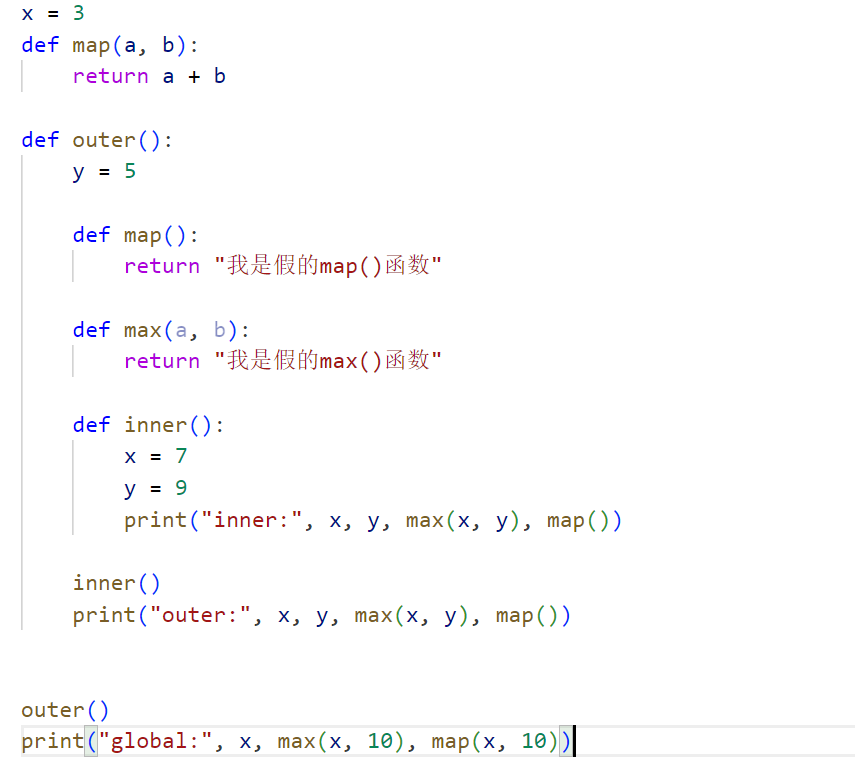 x = 3
def map(a, b):
    return a + b
def outer():
    y = 5
    def map():
        return "我是假的map()函数"
    def max(a, b):
        return "我是假的max()函数"
    def inner():
        x = 7
        y = 9
        print("inner:", x, y, max(x, y), map())
    inner()
    print("outer:", x, y, max(x, y), map())
outer()
print("global:", x, max(x, 10), map(x, 10))